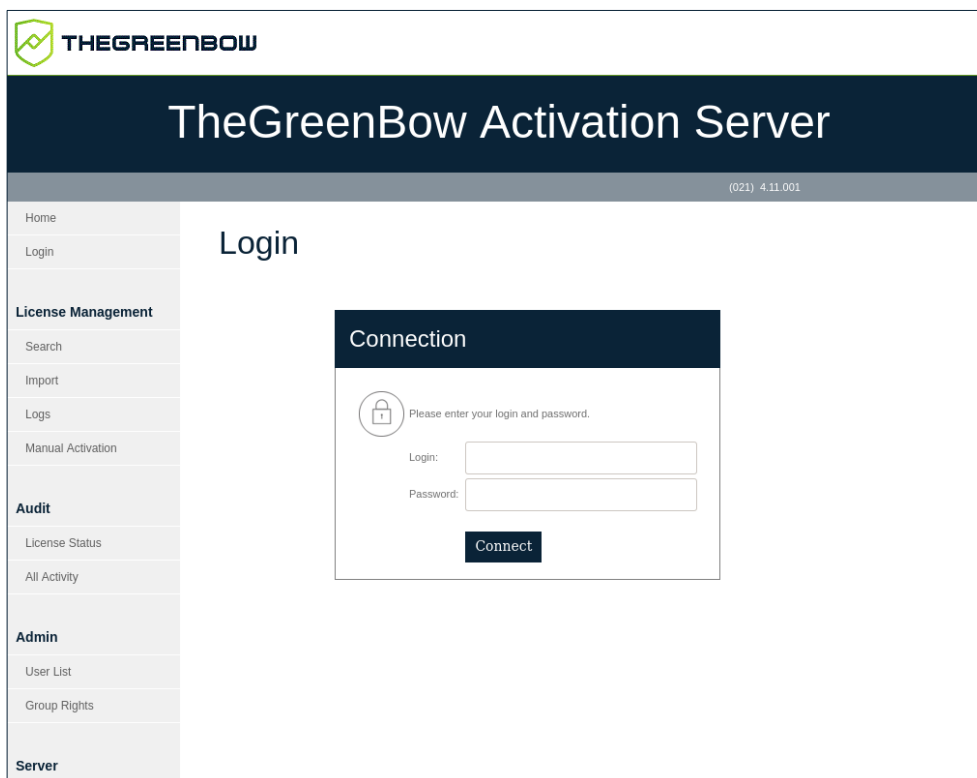 THEGREENBOW
TheGreenBow Activation Server
(021) 4.11.001
Home
Login
License Management
Search
Import
Logs
Manual Activation
Audit
License Status
All Activity
Admin
User List
Group Rights
Server
Login
Connection
Please enter your login and password.
Login:
Password:
Connect